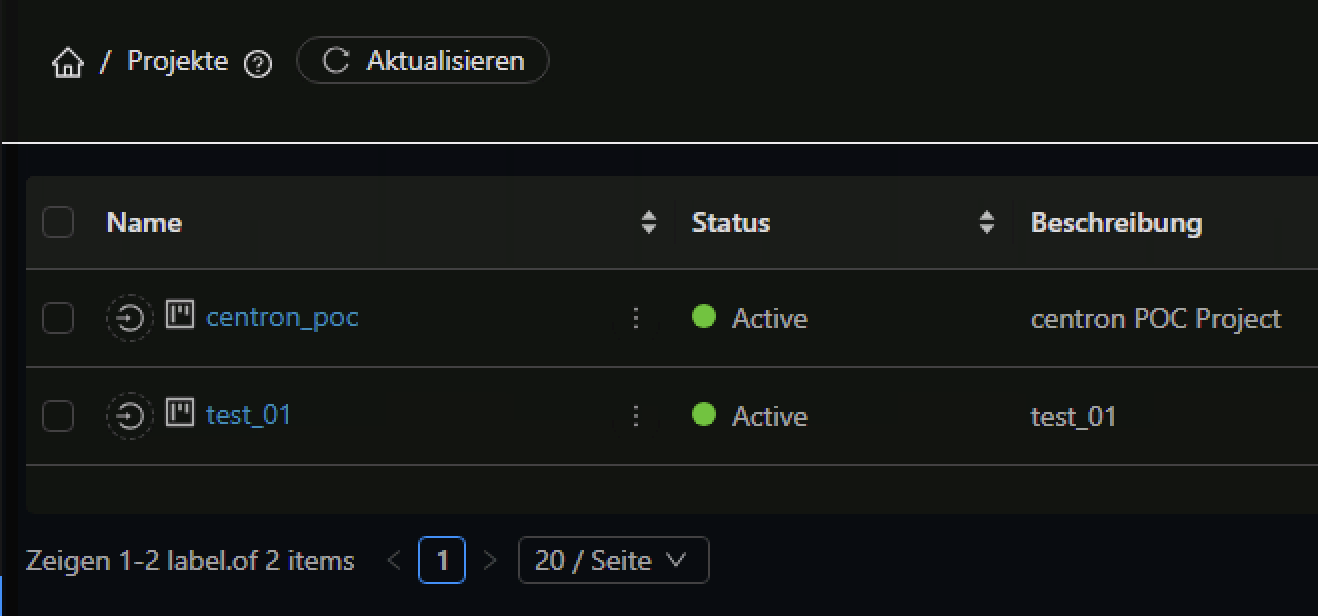 / Projekte ? Aktualisieren
Name Status Beschreibung
centron_poc Active centron POC Project
test_01 Active test_01
Zeigen 1-2 label.of 2 items < 1 > 20 / Seite